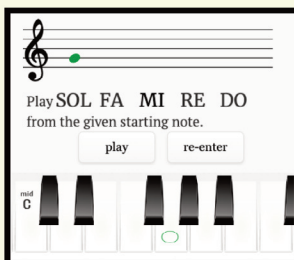 Play SOL FA MI RE DO
from the given starting note.
play re-enter
mid
C